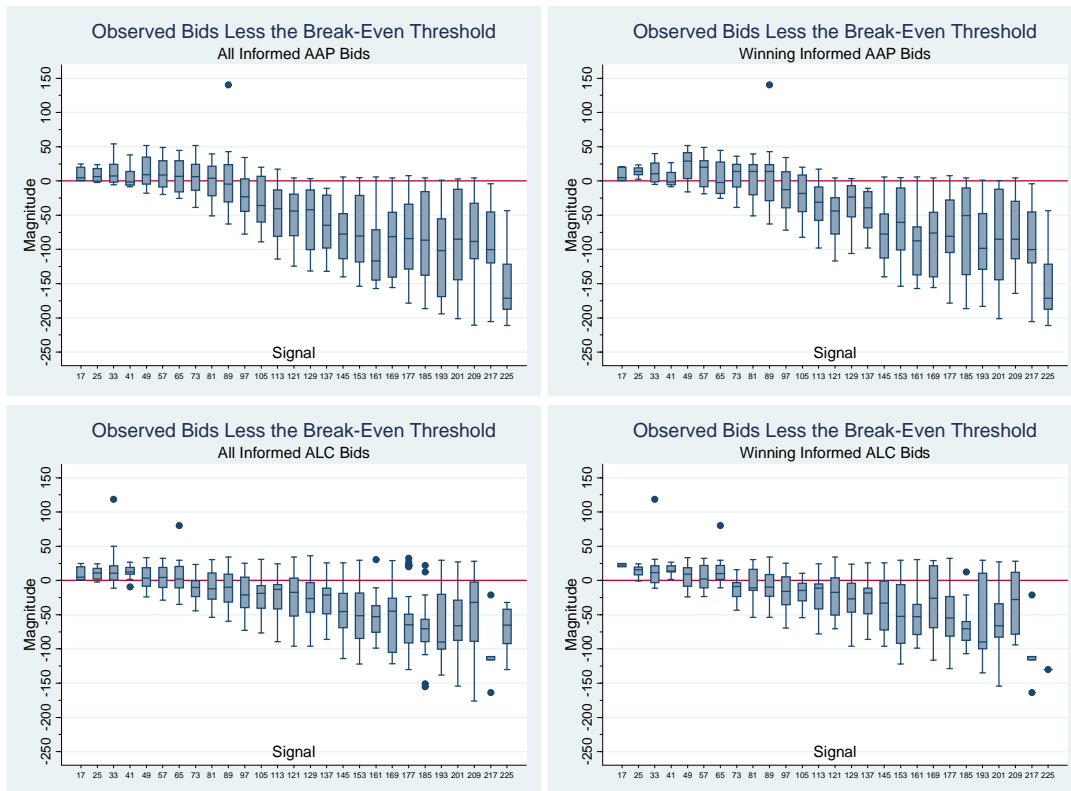 Observed Bids Less the Break-Even Threshold
All Informed AAP Bids
150
100
50
0
-50
-100
-150
-200
-250
Magnitude
Signal
17 25 33 41 49 57 65 73 81 89 97 105 113 121 129 137 145 153 161 169 177 185 193 201 209 217 225
Observed Bids Less the Break-Even Threshold
Winning Informed AAP Bids
150
100
50
0
-50
-100
-150
-200
-250
Magnitude
Signal
17 25 33 41 49 57 65 73 81 89 97 105 113 121 129 137 145 153 161 169 177 185 193 201 209 217 225
Observed Bids Less the Break-Even Threshold
All Informed ALC Bids
150
100
50
0
-50
-100
-150
-200
-250
Magnitude
Signal
17 25 33 41 49 57 65 73 81 89 97 105 113 121 129 137 145 153 161 169 177 185 193 201 209 217 225
Observed Bids Less the Break-Even Threshold
Winning Informed ALC Bids
150
100
50
0
-50
-100
-150
-200
-250
Magnitude
Signal
17 25 33 41 49 57 65 73 81 89 97 105 113 121 129 137 145 153 161 169 177 185 193 201 209 217 225